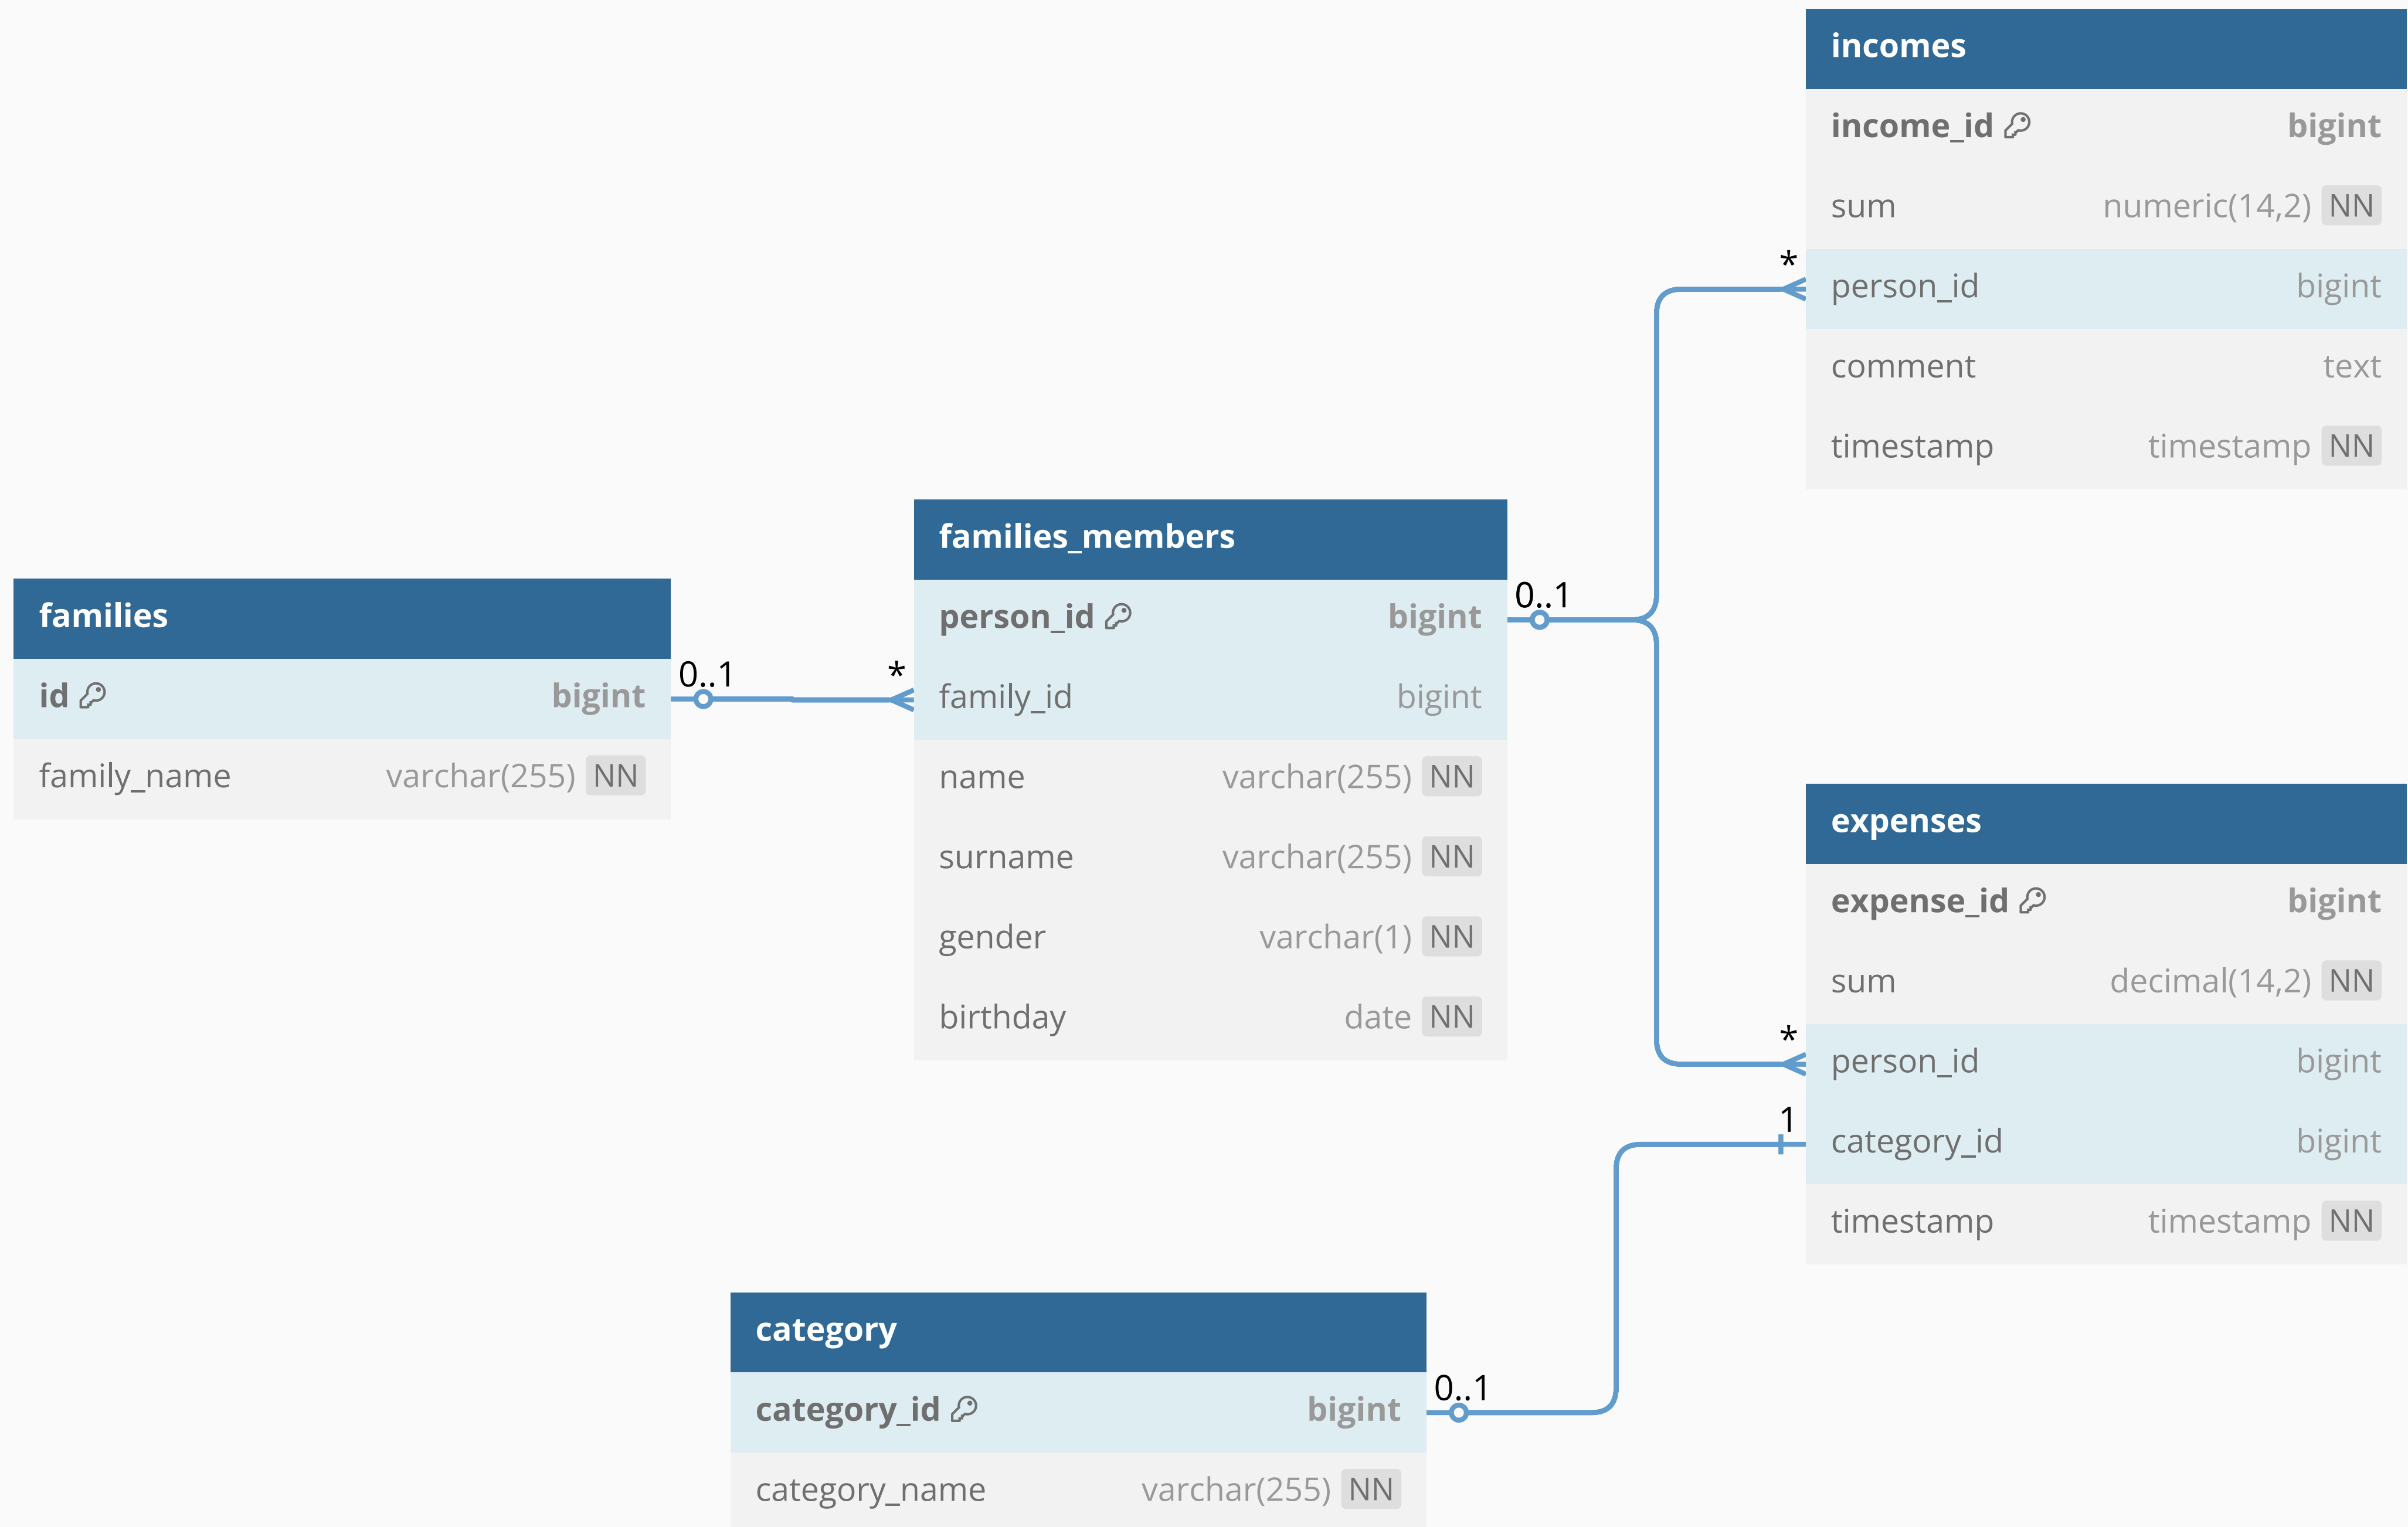 incomes
income_id bigint
sum numeric(14,2) NN
* person_id bigint
comment text
timestamp timestamp NN
families_members
person_id bigint 0..1
* family_id bigint
name varchar(255) NN
surname varchar(255) NN
gender varchar(1) NN
birthday date NN
families
id bigint 0..1
family_name varchar(255) NN
expenses
expense_id bigint
sum decimal(14,2) NN
* person_id bigint
1 category_id bigint
timestamp timestamp NN
category
category_id bigint 0..1
category_name varchar(255) NN